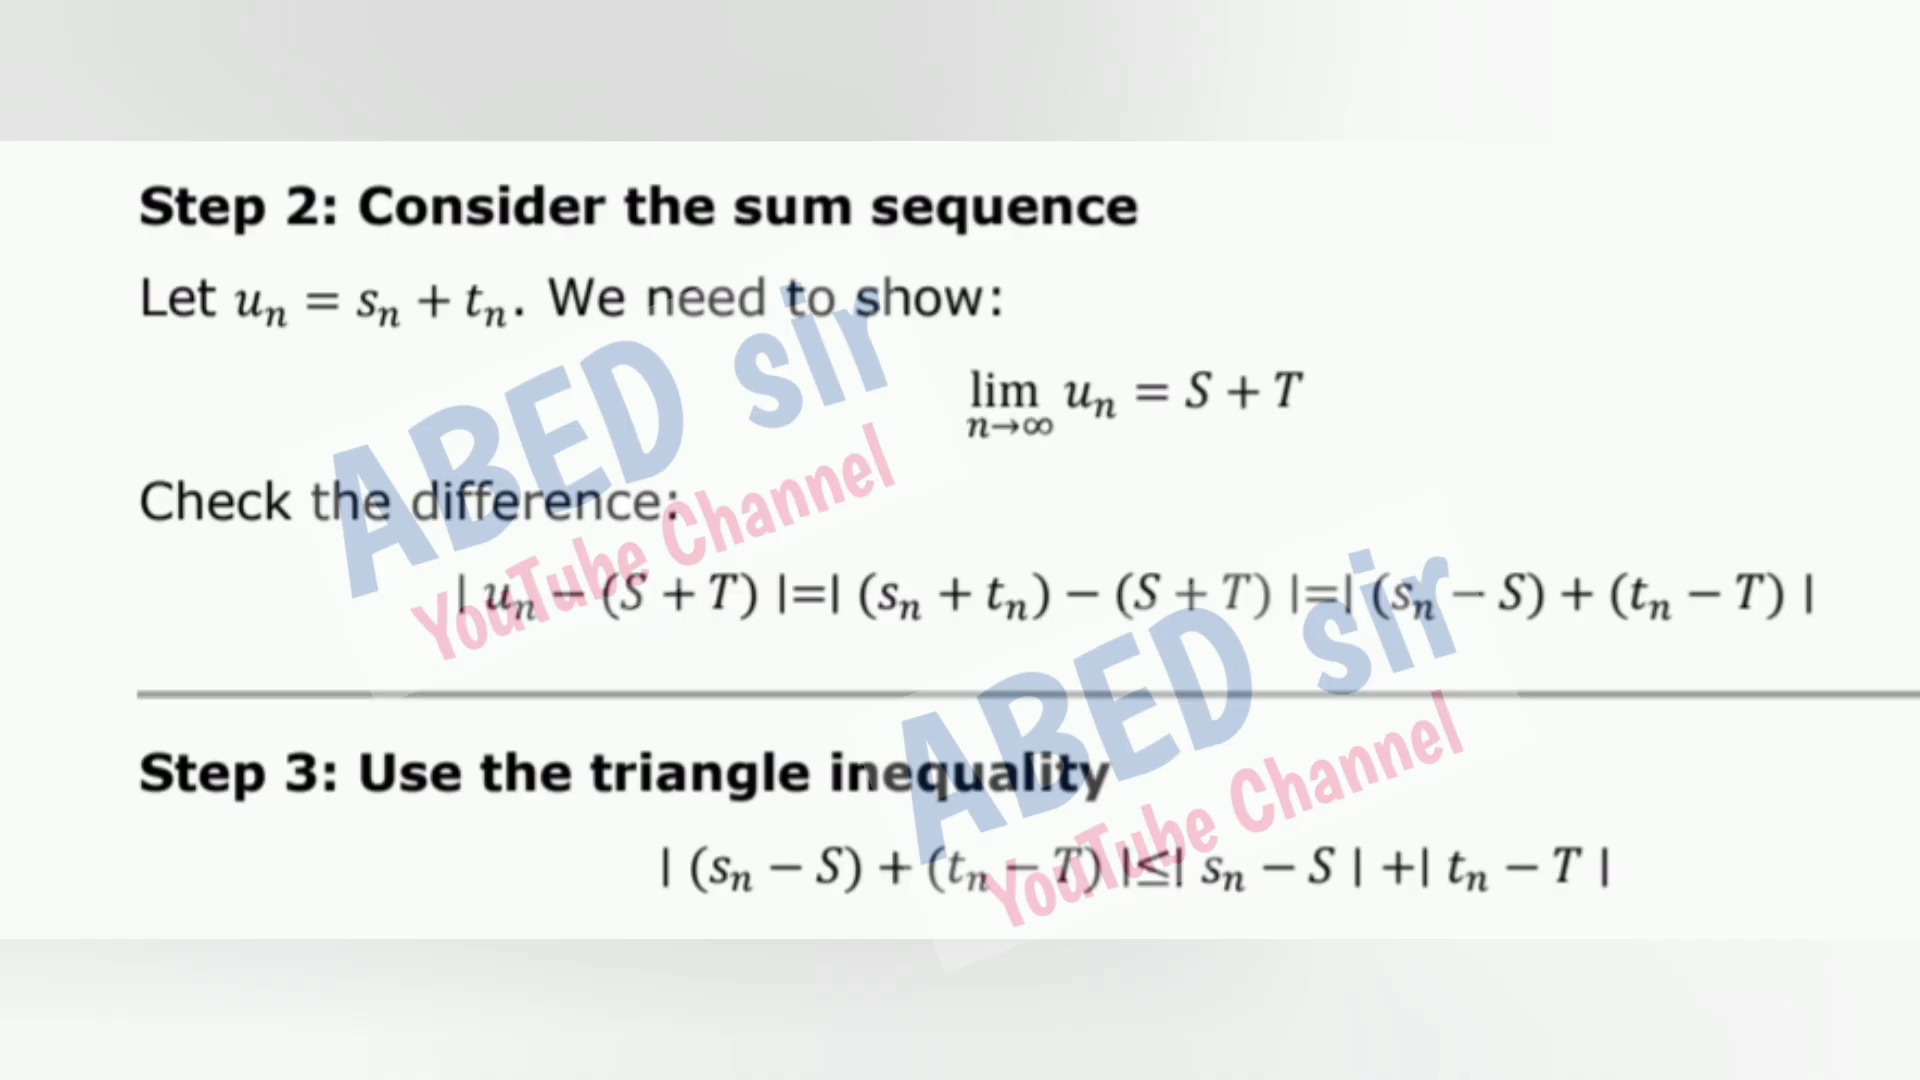 Step 2: Consider the sum sequence
Let uₙ = sₙ + tₙ. We need to show:
lim uₙ = S + T
n→∞
Check the difference:
| uₙ − (S + T) |=| (sₙ + tₙ) − (S + T) |=| (sₙ − S) + (tₙ − T) |
Step 3: Use the triangle inequality
| (sₙ − S) + (tₙ − T) |≤| sₙ − S | +| tₙ − T |
ABED sir
YouTube Channel
ABED sir
YouTube Channel